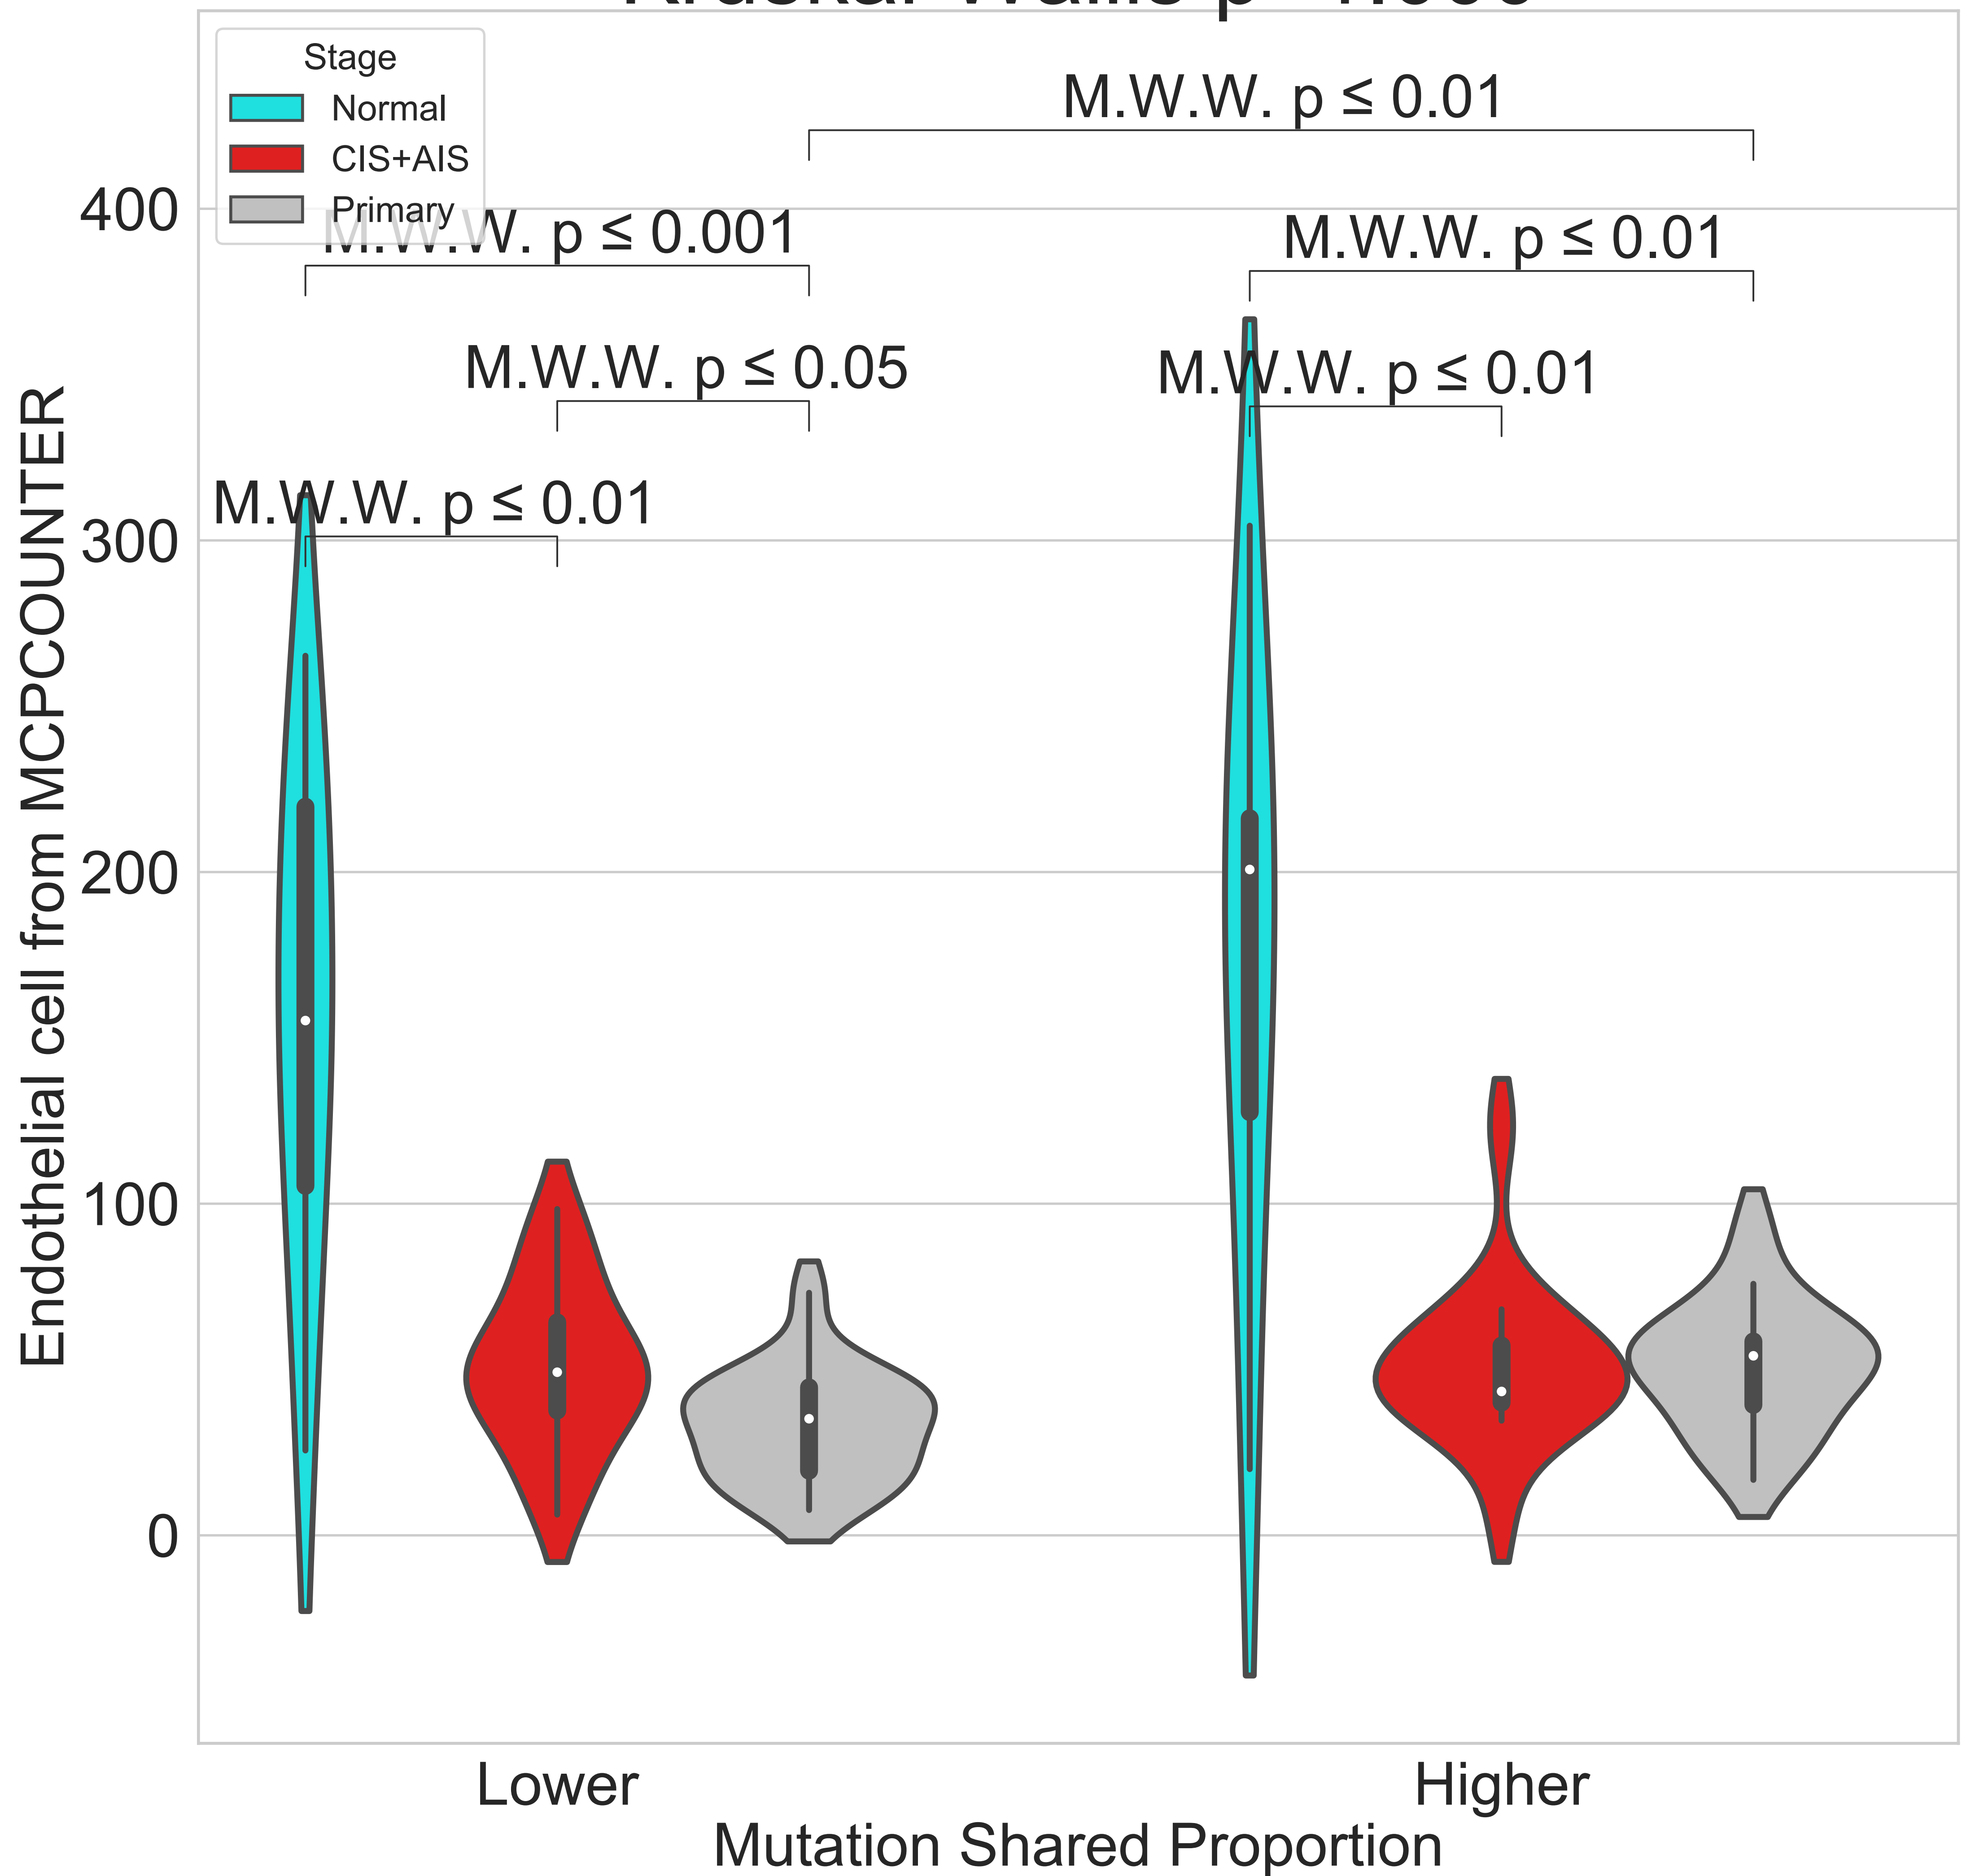 Stage
Normal
CIS+AIS
Primary
M.W.W. p ≤ 0.01
M.W.W. p ≤ 0.001
M.W.W. p ≤ 0.01
M.W.W. p ≤ 0.05
M.W.W. p ≤ 0.01
M.W.W. p ≤ 0.01
400
300
200
100
0
Endothelial cell from MCPCOUNTER
Lower
Higher
Mutation Shared Proportion